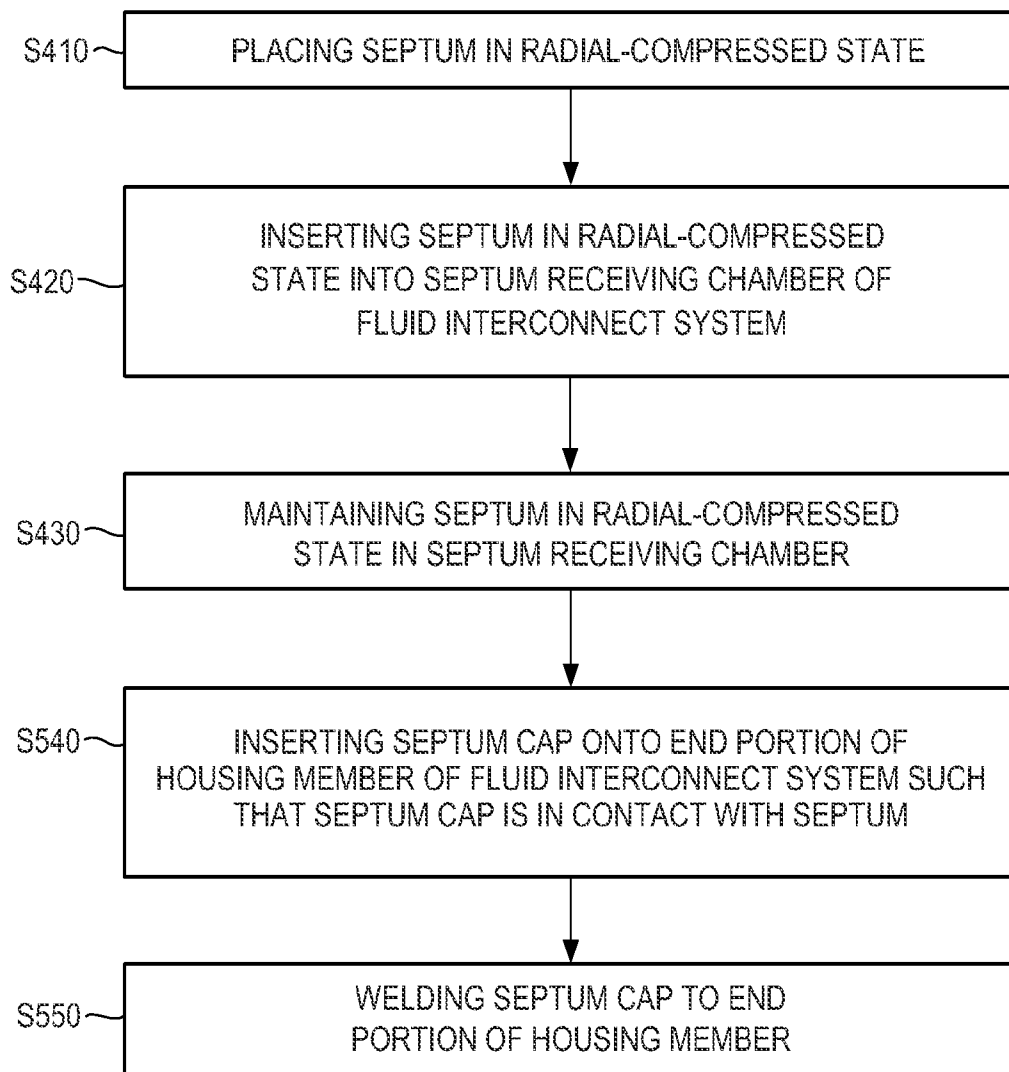 S410
PLACING SEPTUM IN RADIAL-COMPRESSED STATE
S420
INSERTING SEPTUM IN RADIAL-COMPRESSED
STATE INTO SEPTUM RECEIVING CHAMBER OF
FLUID INTERCONNECT SYSTEM
S430
MAINTAINING SEPTUM IN RADIAL-COMPRESSED
STATE IN SEPTUM RECEIVING CHAMBER
S540
INSERTING SEPTUM CAP ONTO END PORTION OF
HOUSING MEMBER OF FLUID INTERCONNECT SYSTEM SUCH
THAT SEPTUM CAP IS IN CONTACT WITH SEPTUM
S550
WELDING SEPTUM CAP TO END
PORTION OF HOUSING MEMBER